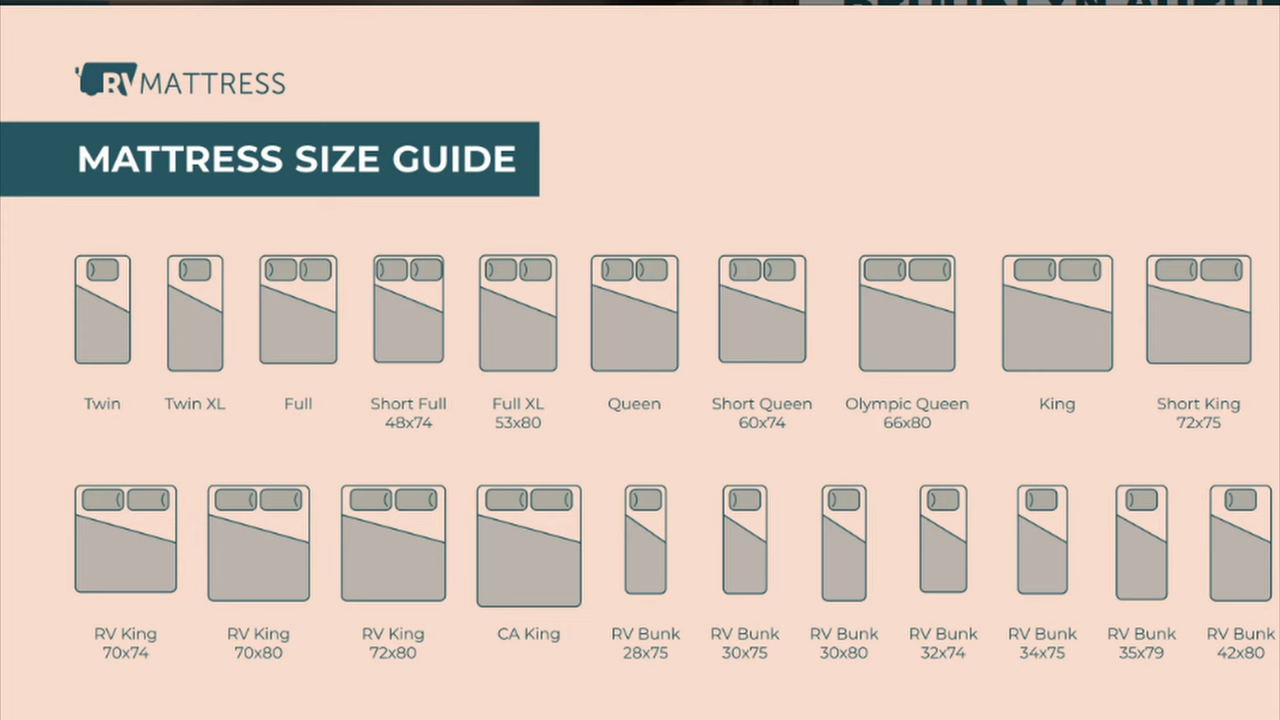 RV MATTRESS
MATTRESS SIZE GUIDE
Twin
Twin XL
Full
Short Full
48x74
Full XL
53x80
Queen
Short Queen
60x74
Olympic Queen
66x80
King
Short King
72x75
RV King
70x74
RV King
70x80
RV King
72x80
CA King
RV Bunk
28x75
RV Bunk
30x75
RV Bunk
30x80
RV Bunk
32x74
RV Bunk
34x75
RV Bunk
35x79
RV Bunk
42x80